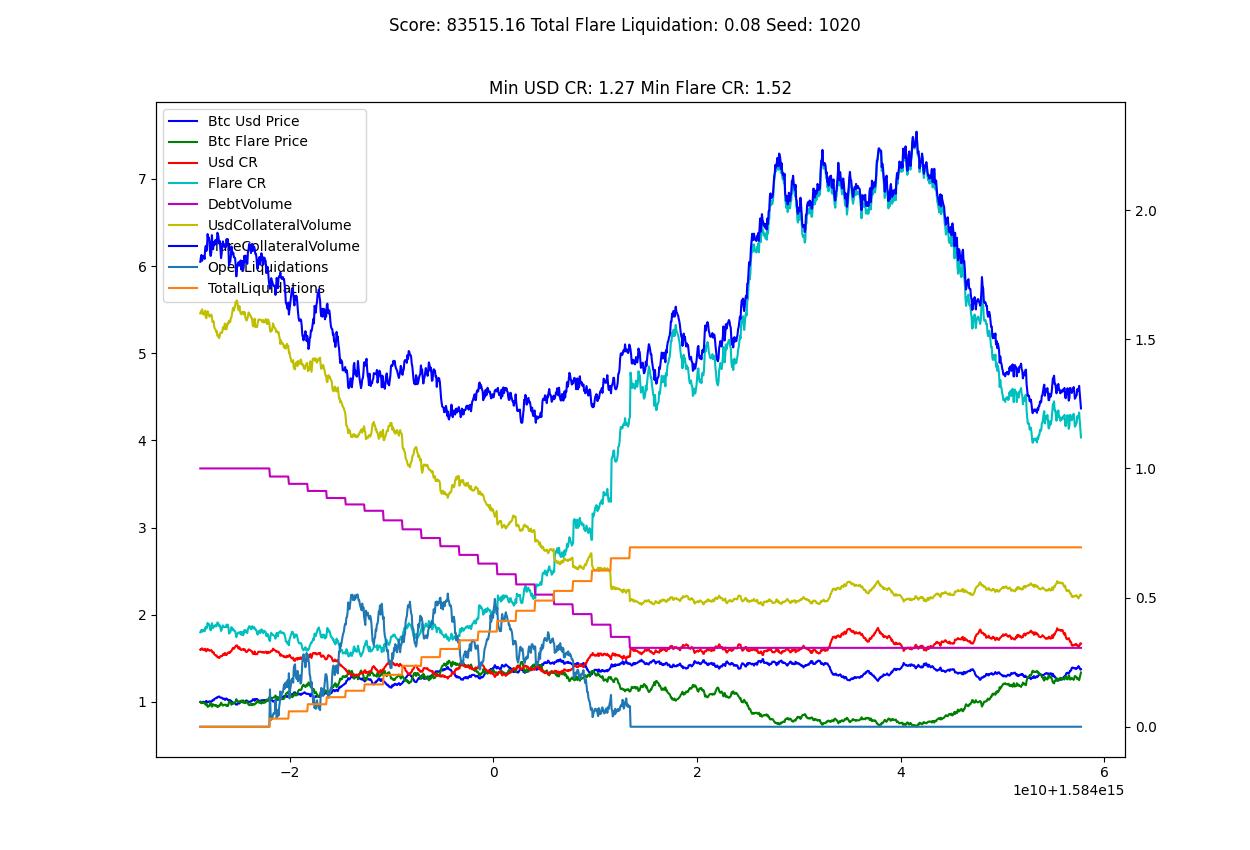 Score: 83515.16 Total Flare Liquidation: 0.08 Seed: 1020
Min USD CR: 1.27 Min Flare CR: 1.52
Btc Usd Price
Btc Flare Price
Usd CR
Flare CR
DebtVolume
UsdCollateralVolume
FlareCollateralVolume
OpenLiquidations
TotalLiquidations
7
6
5
4
3
2
1
2.0
1.5
1.0
0.5
0.0
−2 0 2 4 6
1e10+1.584e15